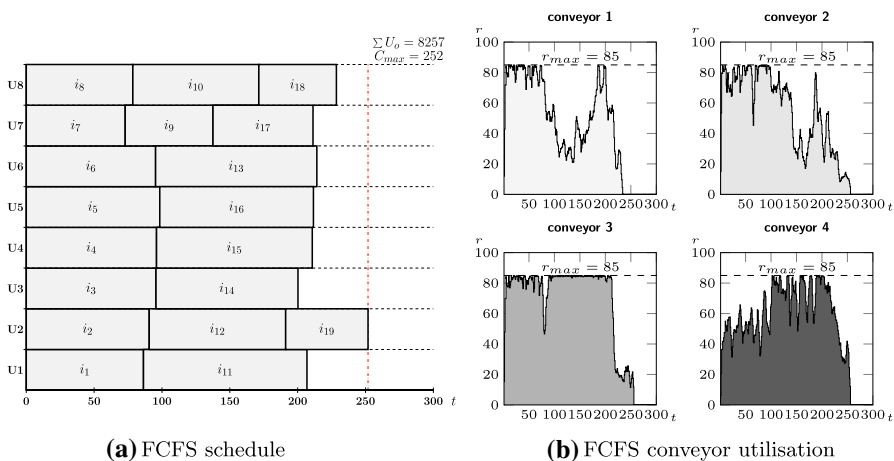 ∑ U_o = 8257
C_max = 252
U8 i_8 i_10 i_18
U7 i_7 i_9 i_17
U6 i_6 i_13
U5 i_5 i_16
U4 i_4 i_15
U3 i_3 i_14
U2 i_2 i_12 i_19
U1 i_1 i_11
0 50 100 150 200 250 300 t
(a) FCFS schedule
conveyor 1
r
100
r_max = 85
80
60
40
20
0
50 100 150 200 250 300 t
conveyor 2
r
100
r_max = 85
80
60
40
20
0
50 100 150 200 250 300 t
conveyor 3
r
100
r_max = 85
80
60
40
20
0
50 100 150 200 250 300 t
conveyor 4
r
100
r_max = 85
80
60
40
20
0
50 100 150 200 250 300 t
(b) FCFS conveyor utilisation